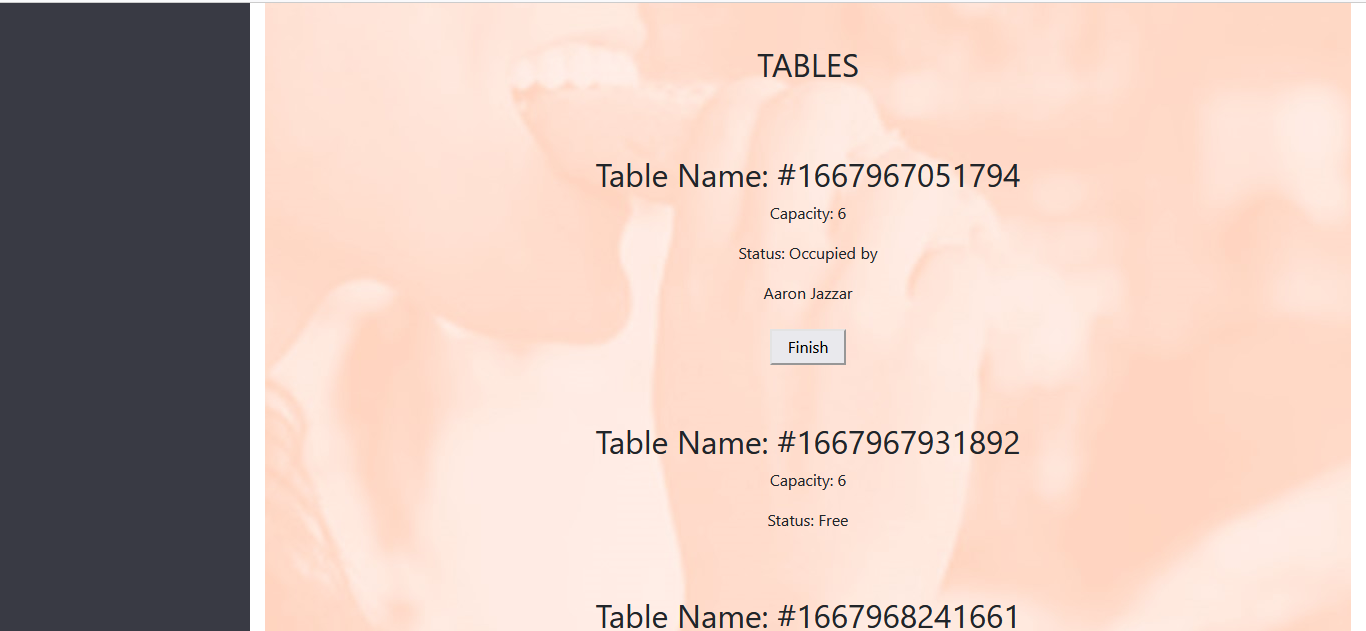 TABLES
Table Name: #1667967051794
Capacity: 6
Status: Occupied by
Aaron Jazzar
Finish
Table Name: #1667967931892
Capacity: 6
Status: Free
Table Name: #1667968241661